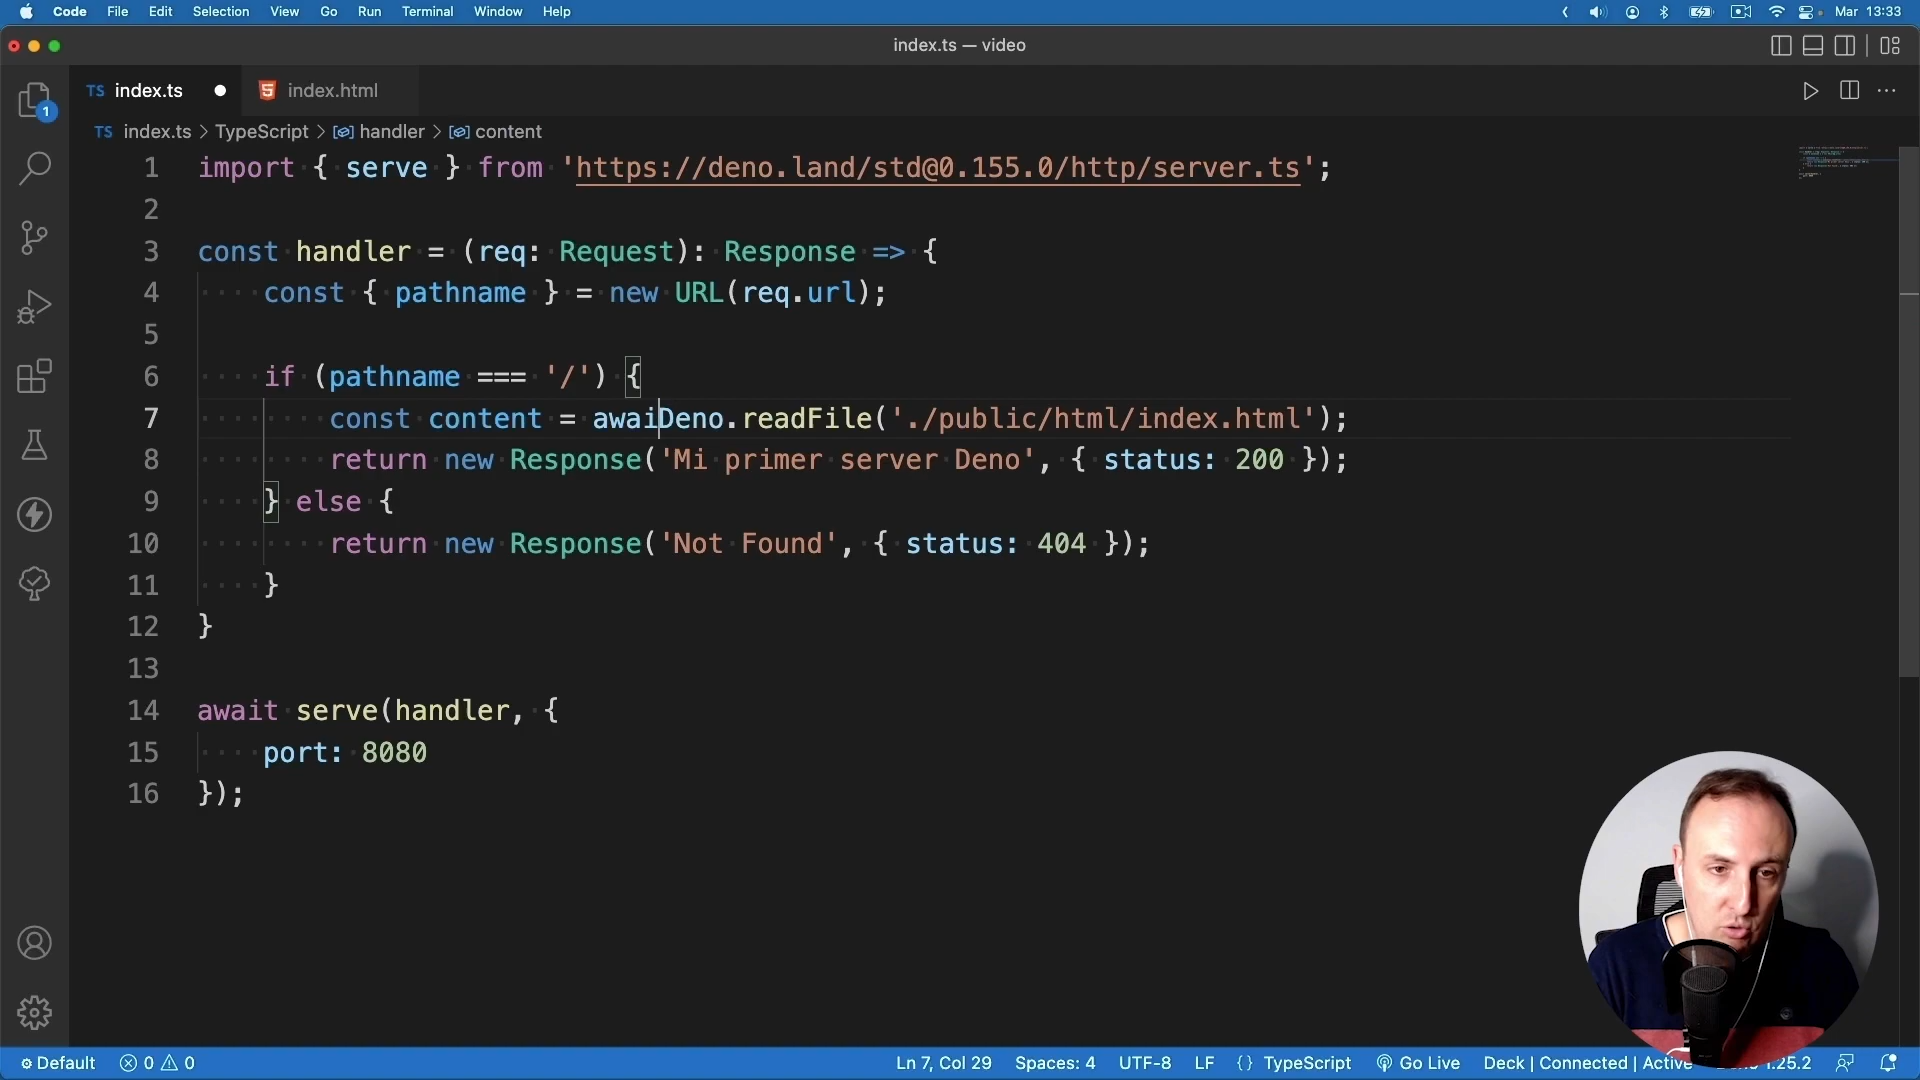 Code File Edit Selection View Go Run Terminal Window Help Mar 13:33
index.ts — video
TS index.ts index.html
TS index.ts > TypeScript > handler > content
1
1 import { serve } from 'https://deno.land/std@0.155.0/http/server.ts';
2
3 const handler = (req: Request): Response => {
4 const { pathname } = new URL(req.url);
5
6 if (pathname === '/') {
7 const content = awaiDeno.readFile('./public/html/index.html');
8 return new Response('Mi primer server Deno', { status: 200 });
9 } else {
10 return new Response('Not Found', { status: 404 });
11 }
12 }
13
14 await serve(handler, {
15 port: 8080
16 });
Default 0 0 Ln 7, Col 29 Spaces: 4 UTF-8 LF {} TypeScript Go Live Deck | Connected | Active 1.25.2